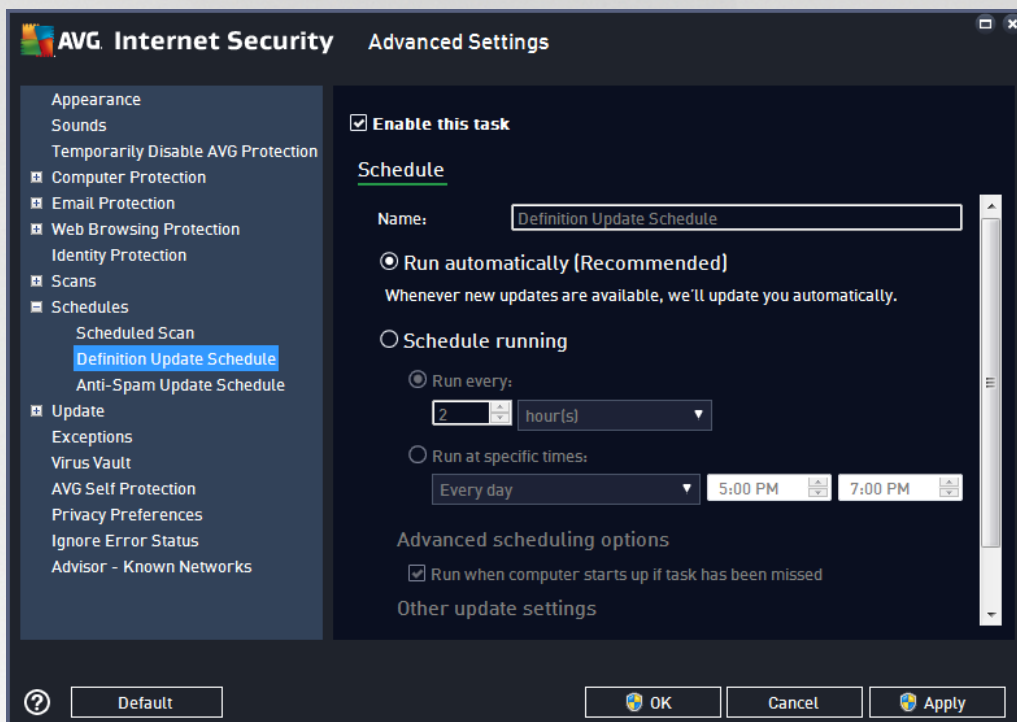 AVG. Internet Security Advanced Settings
Appearance
Sounds
Temporarily Disable AVG Protection
Computer Protection
Email Protection
Web Browsing Protection
Identity Protection
Scans
Schedules
Scheduled Scan
Definition Update Schedule
Anti-Spam Update Schedule
Update
Exceptions
Virus Vault
AVG Self Protection
Privacy Preferences
Ignore Error Status
Advisor - Known Networks
Enable this task
Schedule
Name: Definition Update Schedule
Run automatically (Recommended)
Whenever new updates are available, we'll update you automatically.
Schedule running
Run every:
2 hour(s)
Run at specific times:
Every day 5:00 PM 7:00 PM
Advanced scheduling options
Run when computer starts up if task has been missed
Other update settings
? Default OK Cancel Apply